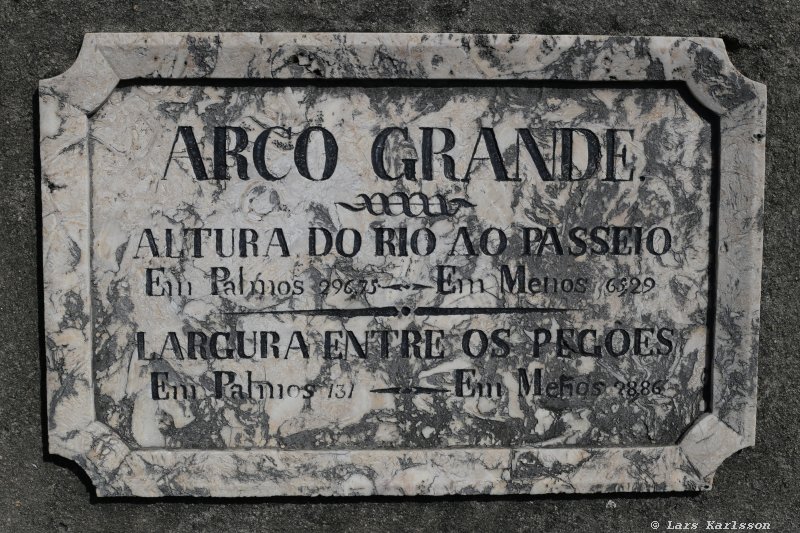 ARCO GRANDE.
ALTURA DO RIO AO PASSEIO
Em Palmos 296.75 Em Metros 65.29
LARGURA ENTRE OS PEGÕES
Em Palmos 131 Em Metros 28.86
© Lars Karlsson